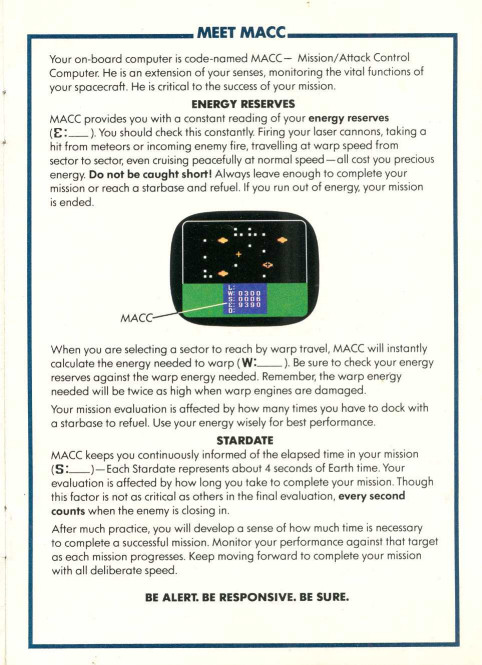 MEET MACC
Your on-board computer is code-named MACC— Mission/Attack Control
Computer. He is an extension of your senses, monitoring the vital functions of
your spacecraft. He is critical to the success of your mission.
ENERGY RESERVES
MACC provides you with a constant reading of your energy reserves
(Ɛ:___ ). You should check this constantly. Firing your laser cannons, taking a
hit from meteors or incoming enemy fire, travelling at warp speed from
sector to sector, even cruising peacefully at normal speed—all cost you precious
energy. Do not be caught short! Always leave enough to complete your
mission or reach a starbase and refuel. If you run out of energy, your mission
is ended.
L:
W: 0300
S: 0006
Ɛ: 9390
D:
MACC
When you are selecting a sector to reach by warp travel, MACC will instantly
calculate the energy needed to warp (W:____ ). Be sure to check your energy
reserves against the warp energy needed. Remember, the warp energy
needed will be twice as high when warp engines are damaged.
Your mission evaluation is affected by how many times you have to dock with
a starbase to refuel. Use your energy wisely for best performance.
STARDATE
MACC keeps you continuously informed of the elapsed time in your mission
(S:___ )—Each Stardate represents about 4 seconds of Earth time. Your
evaluation is affected by how long you take to complete your mission. Though
this factor is not as critical as others in the final evaluation, every second
counts when the enemy is closing in.
After much practice, you will develop a sense of how much time is necessary
to complete a successful mission. Monitor your performance against that target
as each mission progresses. Keep moving forward to complete your mission
with all deliberate speed.
BE ALERT. BE RESPONSIVE. BE SURE.